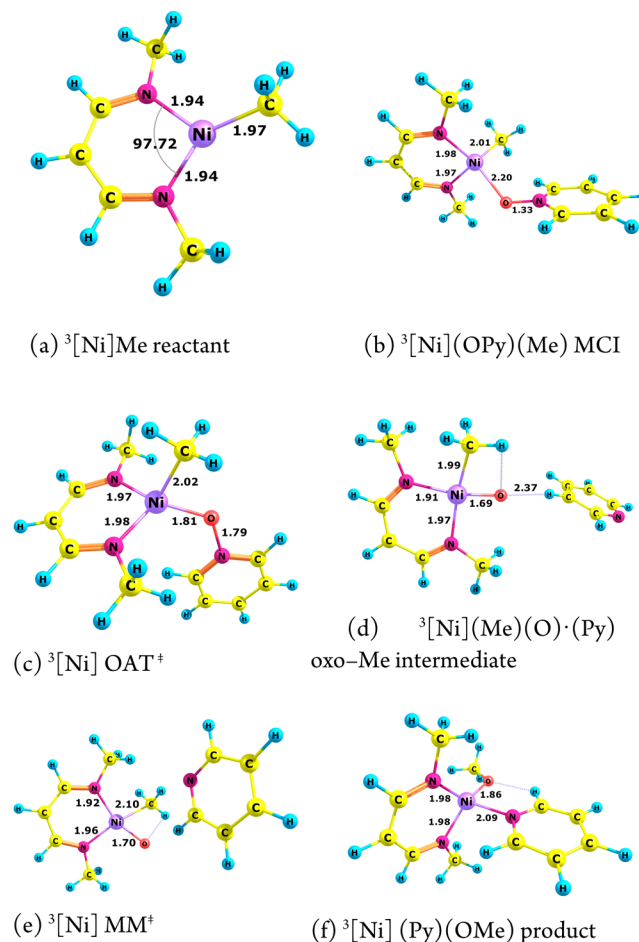 H
C
H
H
H
C
N
1.94
Ni
1.97
C
H
H
H
H
C
97.72
1.94
C
N
H
C
H
H
H
(a) ³[Ni]Me reactant
H
H
C
H
H
C
N
2.01
C
H
H
H
H
C
1.98
Ni
1.97
2.20
C
N
H
H
C
H
H
O
1.33
N
C
C
C
C
C
H
H
H
H
H
(b) ³[Ni](OPy)(Me) MCI
H
H
C
H
H
H
C
H
H
C
N
2.02
1.97
Ni
H
C
1.98
1.81
O
1.79
C
N
H
H
C
H
H
N
C
C
C
C
C
H
H
H
H
H
(c) ³[Ni] OAT‡
H
C
H
H
H
C
H
H
N
1.99
1.91
Ni
1.69
O
2.37
H
C
H
C
1.97
C
N
H
H
C
H
H
H
C
C
C
C
C
N
H
H
H
H
(d) ³[Ni](Me)(O)·(Py)
oxo–Me intermediate
H
C
H
H
H
C
N
1.92
2.10
C
H
H
H
H
C
Ni
1.96
1.70
O
C
N
H
H
C
H
H
N
C
C
C
C
C
H
H
H
H
H
(e) ³[Ni] MM‡
H
C
H
H
H
C
H
H
O
H
C
N
1.86
1.98
Ni
2.09
N
H
C
1.98
C
N
H
C
H
H
H
C
C
C
C
C
H
H
H
H
H
(f) ³[Ni] (Py)(OMe) product